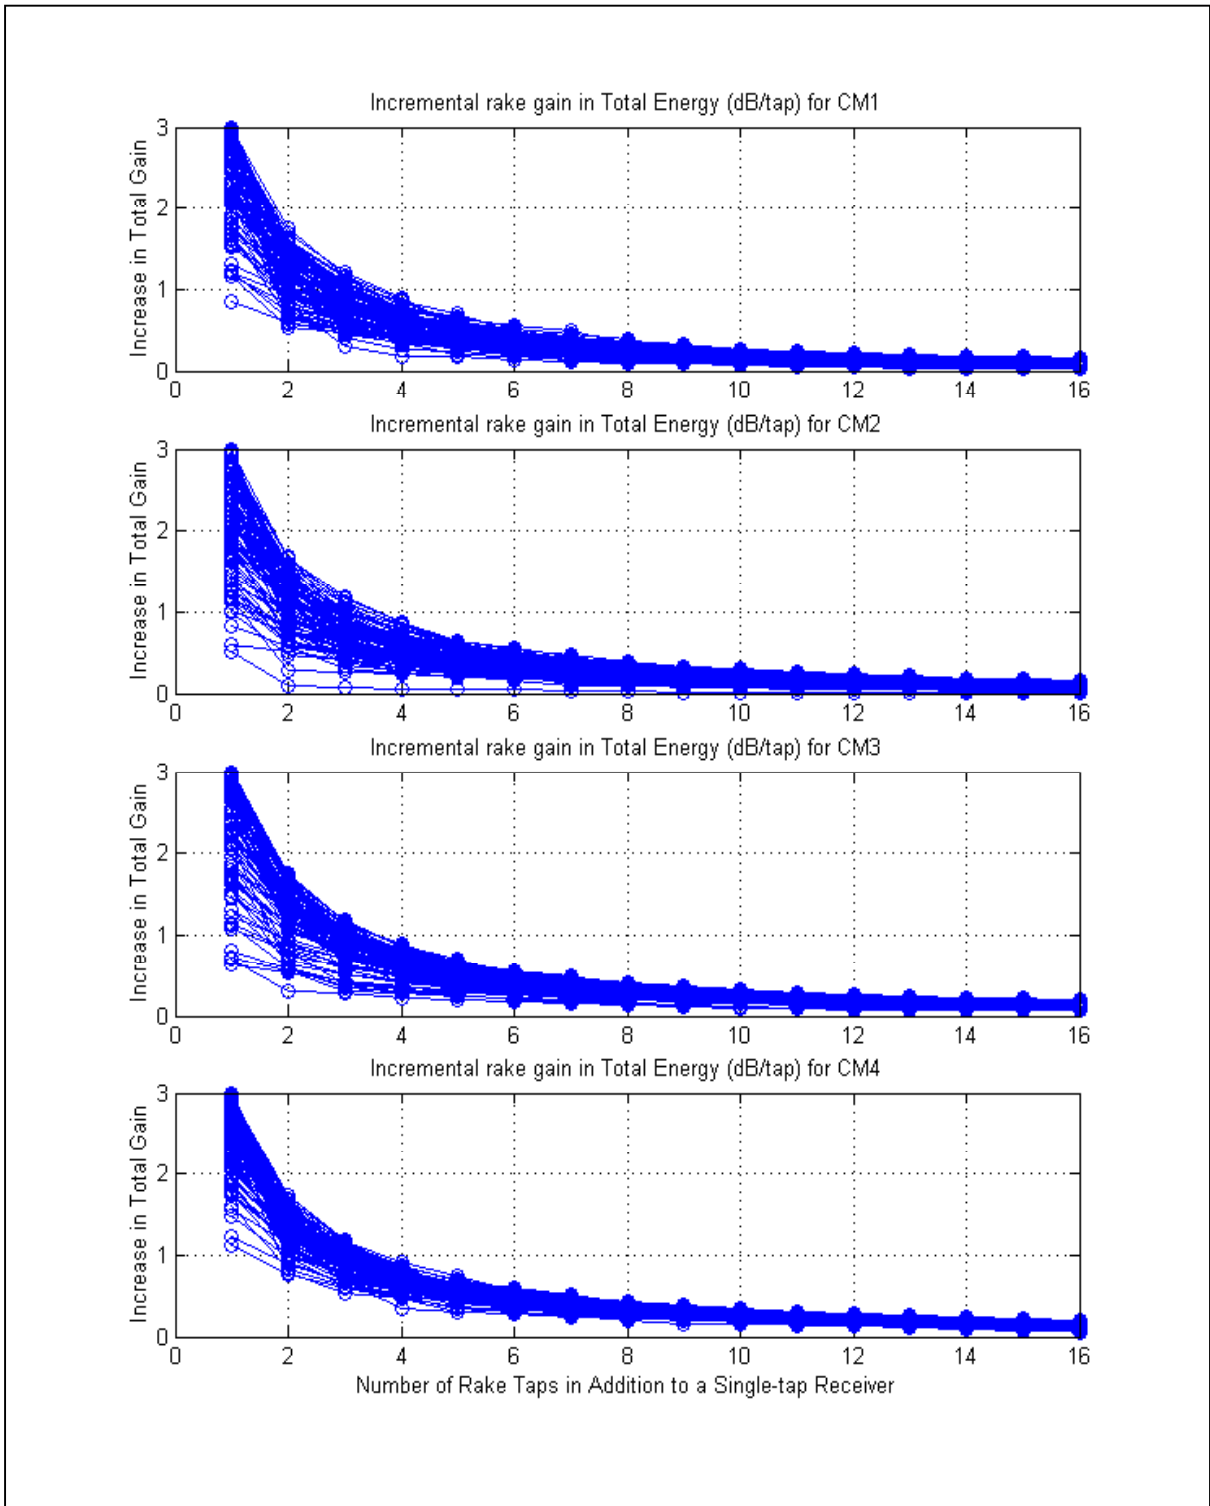 Incremental rake gain in Total Energy (dB/tap) for CM1
Increase in Total Gain
3
2
1
0
0 2 4 6 8 10 12 14 16
Incremental rake gain in Total Energy (dB/tap) for CM2
Increase in Total Gain
3
2
1
0
0 2 4 6 8 10 12 14 16
Incremental rake gain in Total Energy (dB/tap) for CM3
Increase in Total Gain
3
2
1
0
0 2 4 6 8 10 12 14 16
Incremental rake gain in Total Energy (dB/tap) for CM4
Increase in Total Gain
3
2
1
0
0 2 4 6 8 10 12 14 16
Number of Rake Taps in Addition to a Single-tap Receiver